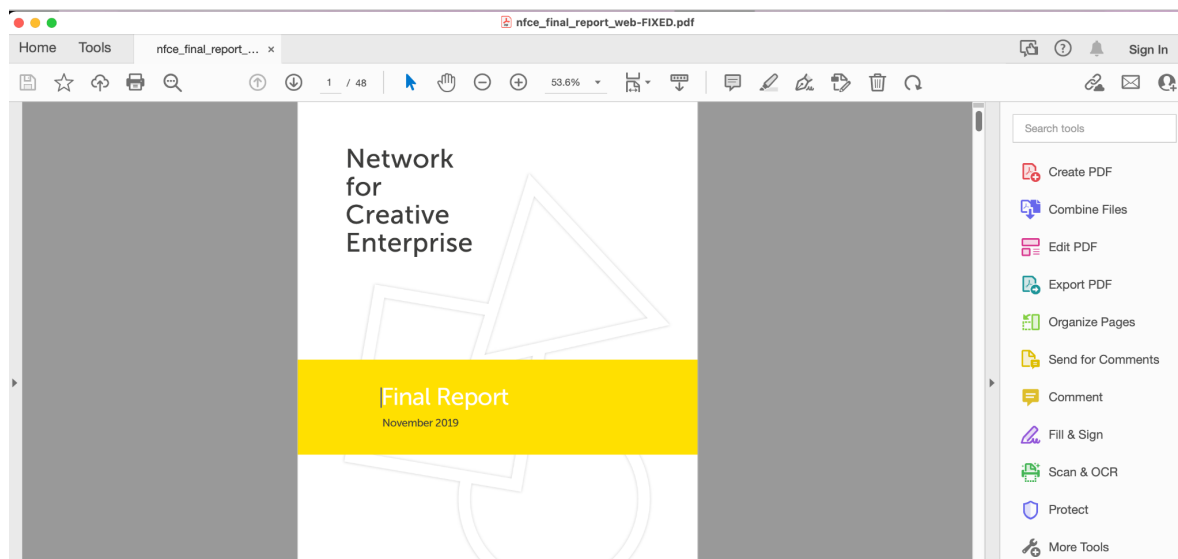 nfce_final_report_web-FIXED.pdf
Home Tools nfce_final_report_... × Sign In
1 / 48 53.6%
Network
for
Creative
Enterprise
Final Report
November 2019
Search tools
Create PDF
Combine Files
Edit PDF
Export PDF
Organize Pages
Send for Comments
Comment
Fill & Sign
Scan & OCR
Protect
More Tools